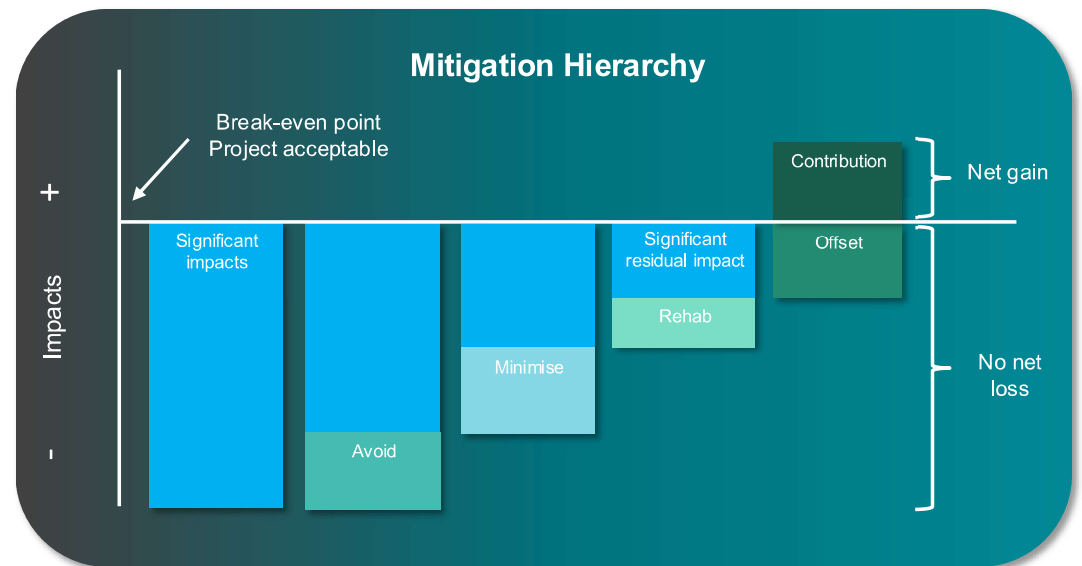 Mitigation Hierarchy
Break-even point
Project acceptable
+
Impacts
-
Significant
impacts
Avoid
Minimise
Significant
residual impact
Rehab
Contribution
Offset
Net gain
No net
loss